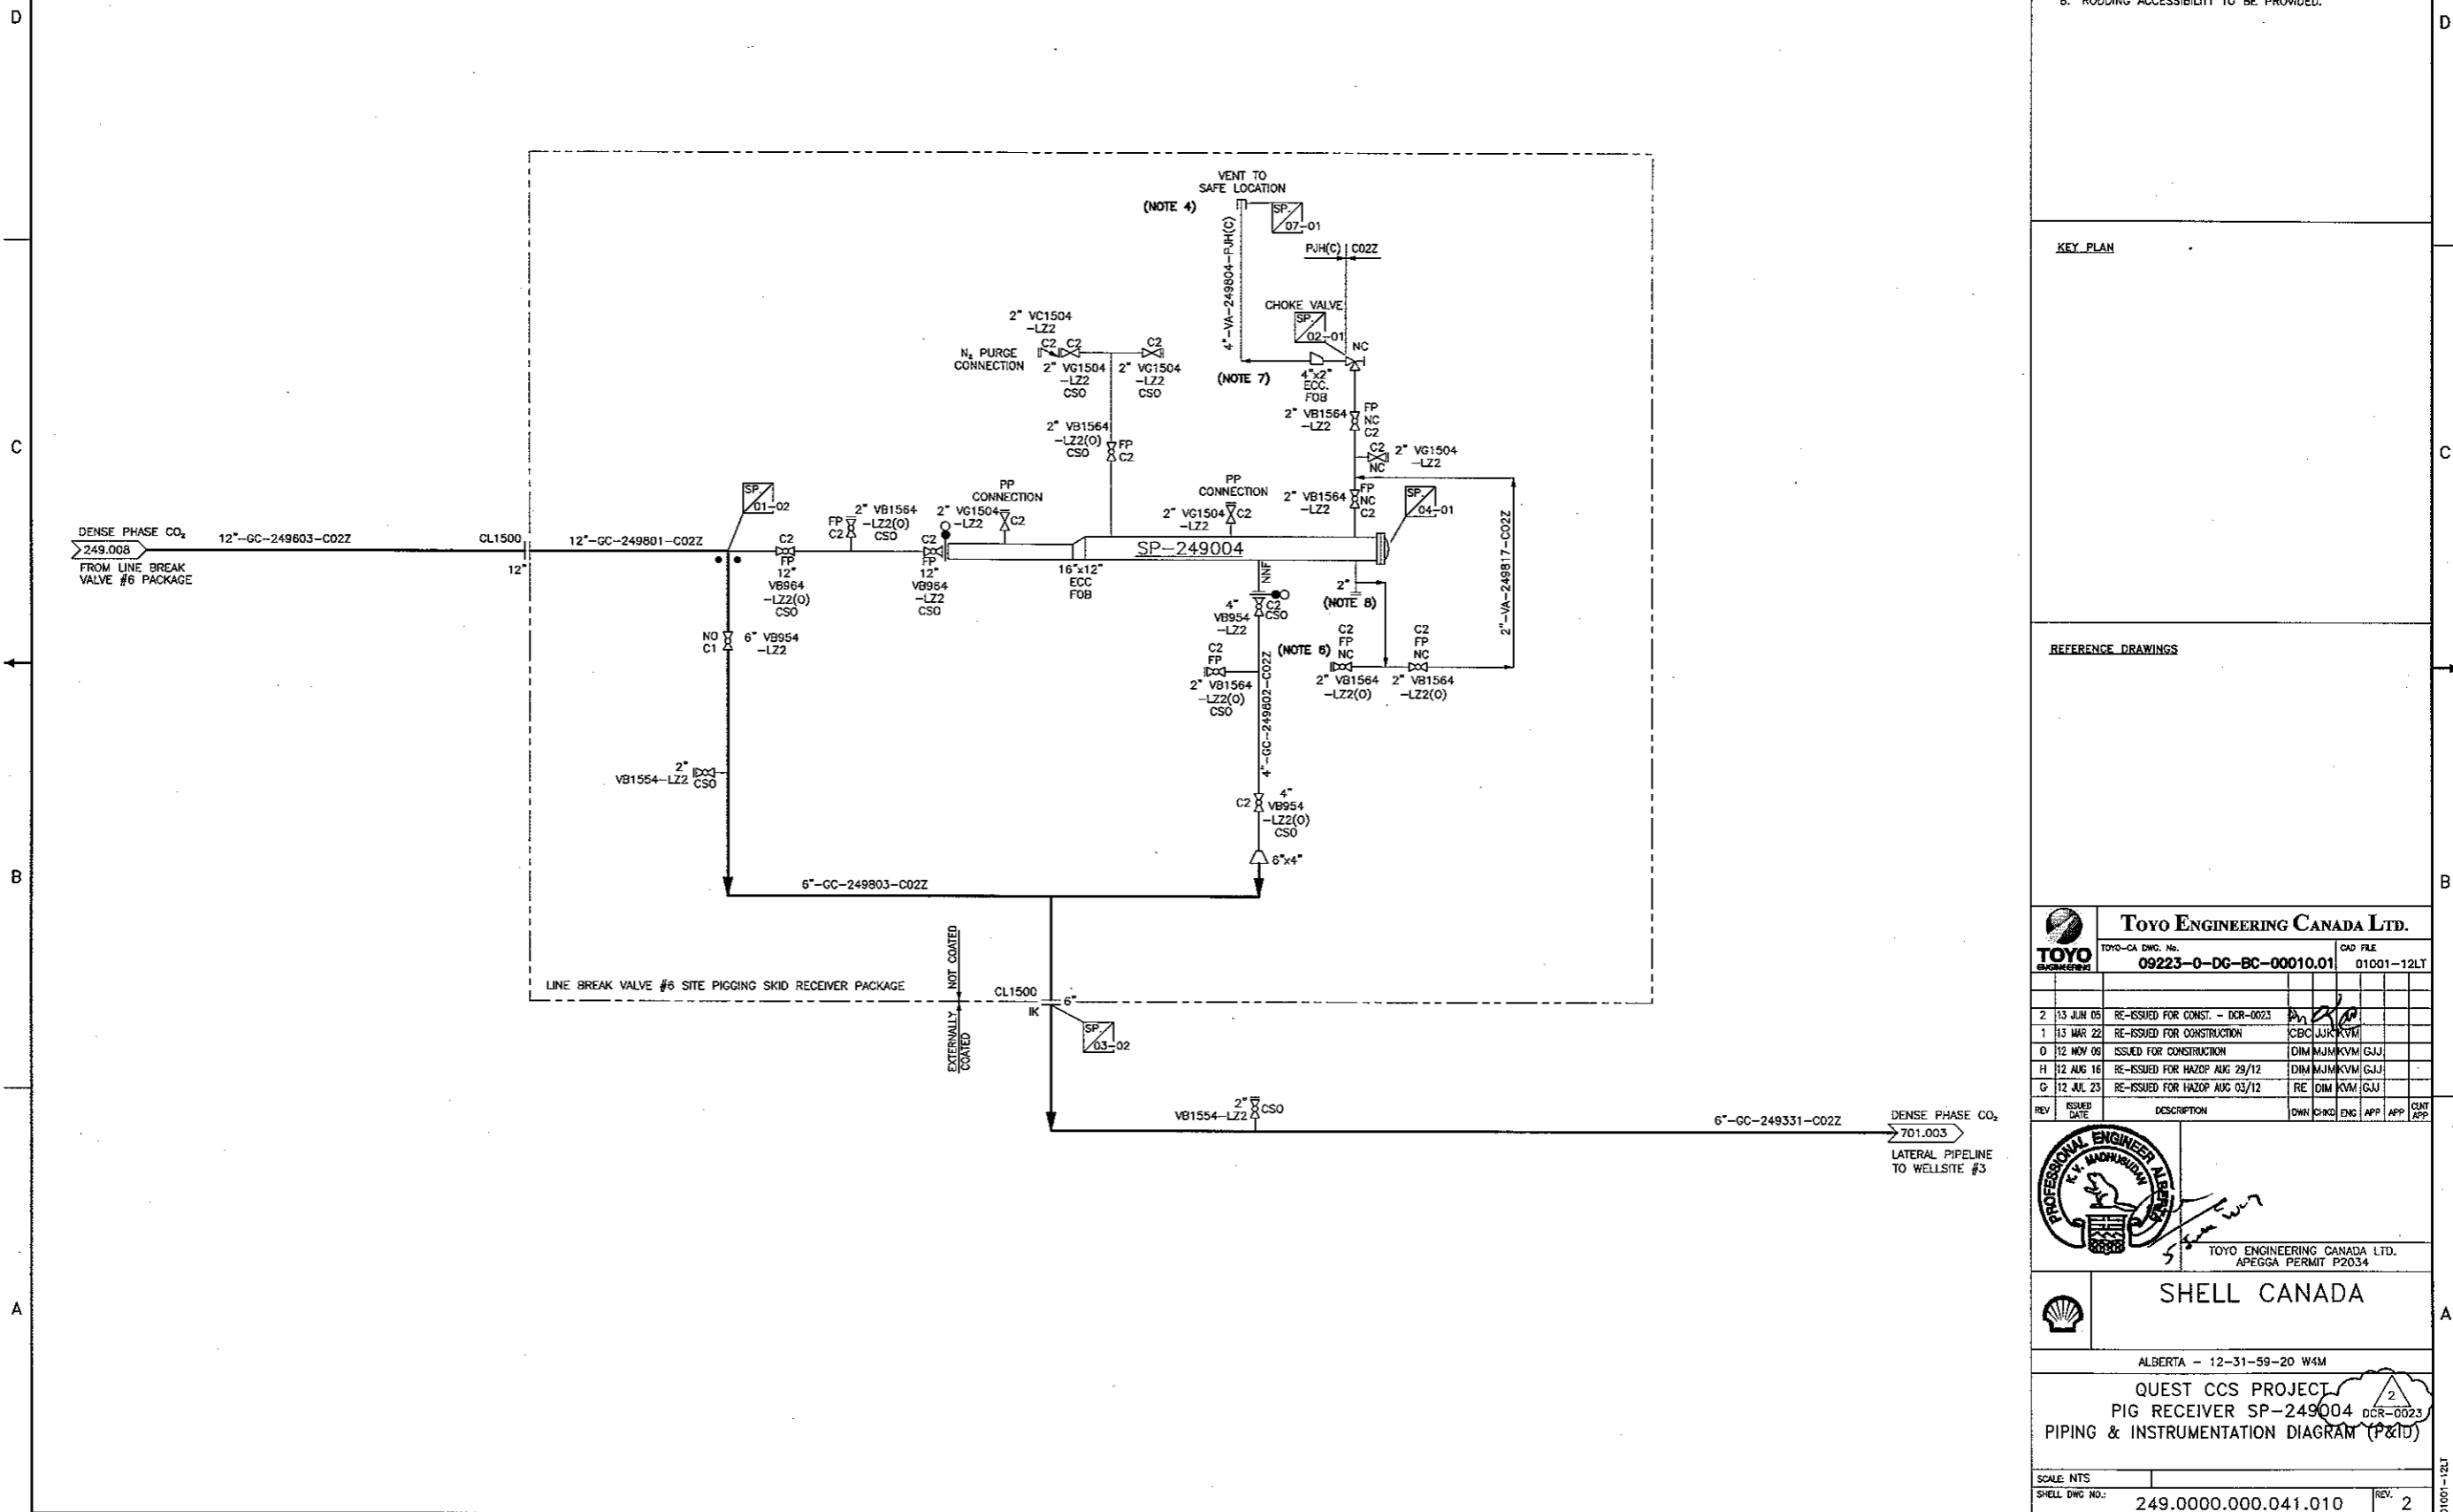 D
D
B. RODDING ACCESSIBILITY TO BE PROVIDED.
VENT TO
SAFE LOCATION
(NOTE 4)
SP.
07-01
4"-VA-249804-PJH(C)
PJH(C)
C02Z
KEY PLAN
CHOKE VALVE
SP.
02-01
NC
2" VC1504
-LZ2
N₂ PURGE
CONNECTION
C2
C2
C2
2" VG1504
-LZ2
CSO
2" VG1504
-LZ2
CSO
(NOTE 7)
4"x2"
ECC.
FOB
2" VB1564
-LZ2
FP
NC
C2
2" VB1564
-LZ2(O)
CSO
FP
C2
C2
NC
2" VG1504
-LZ2
C
C
SP.
01-02
PP
CONNECTION
PP
CONNECTION
2" VB1564
-LZ2
FP
NC
C2
SP.
04-01
2" VB1564
-LZ2(O)
CSO
FP
C2
2" VG1504
-LZ2
C2
2" VG1504
-LZ2
C2
DENSE PHASE CO₂
249.008
FROM LINE BREAK
VALVE #6 PACKAGE
12"-GC-249603-C02Z
CL1500
12"
12"-GC-249801-C02Z
C2
FP
12"
VB964
-LZ2(O)
CSO
C2
FP
12"
VB964
-LZ2
CSO
SP-249004
16"x12"
ECC
FOB
NNF
2"
(NOTE 8)
2"-VA-249817-C02Z
4"
VB954
-LZ2
C2
CSO
NO
C1
6" VB954
-LZ2
(NOTE 6)
C2
FP
NC
2" VB1564
-LZ2(O)
C2
FP
NC
2" VB1564
-LZ2(O)
C2
FP
2" VB1564
-LZ2(O)
CSO
4"-GC-249802-C02Z
REFERENCE DRAWINGS
2"
VB1554-LZ2
CSO
C2
4"
VB954
-LZ2(O)
CSO
6"x4"
B
B
6"-GC-249803-C02Z
NOT COATED
EXTERNALLY
COATED
LINE BREAK VALVE #6 SITE PIGGING SKID RECEIVER PACKAGE
CL1500
6"
IK
SP.
03-02
2"
VB1554-LZ2
CSO
6"-GC-249331-C02Z
DENSE PHASE CO₂
701.003
LATERAL PIPELINE
TO WELLSITE #3
TOYO
ENGINEERING
TOYO ENGINEERING CANADA LTD.
TOYO-CA DWG. No.
09223-0-DG-BC-00010.01
CAD FILE
01001-12LT
2 13 JUN 05 RE-ISSUED FOR CONST. - DCR-0023
1 13 MAR 22 RE-ISSUED FOR CONSTRUCTION CBC JJK KVM
0 12 NOV 09 ISSUED FOR CONSTRUCTION DIM MJM KVM GJJ
H 12 AUG 16 RE-ISSUED FOR HAZOP AUG 29/12 DIM MJM KVM GJJ
G 12 JUL 23 RE-ISSUED FOR HAZOP AUG 03/12 RE DIM KVM GJJ
REV ISSUED DATE DESCRIPTION DWN CHKD ENG APP APP CLNT APP
PROFESSIONAL ENGINEER ALBERTA
K. V. MADHUSUDAN
TOYO ENGINEERING CANADA LTD.
APEGGA PERMIT P2034
A
A
SHELL CANADA
ALBERTA - 12-31-59-20 W4M
QUEST CCS PROJECT
PIG RECEIVER SP-249004
PIPING & INSTRUMENTATION DIAGRAM (P&ID)
2
DCR-0023
SCALE: NTS
SHELL DWG NO.:
249.0000.000.041.010
REV. 2
01001-12LT